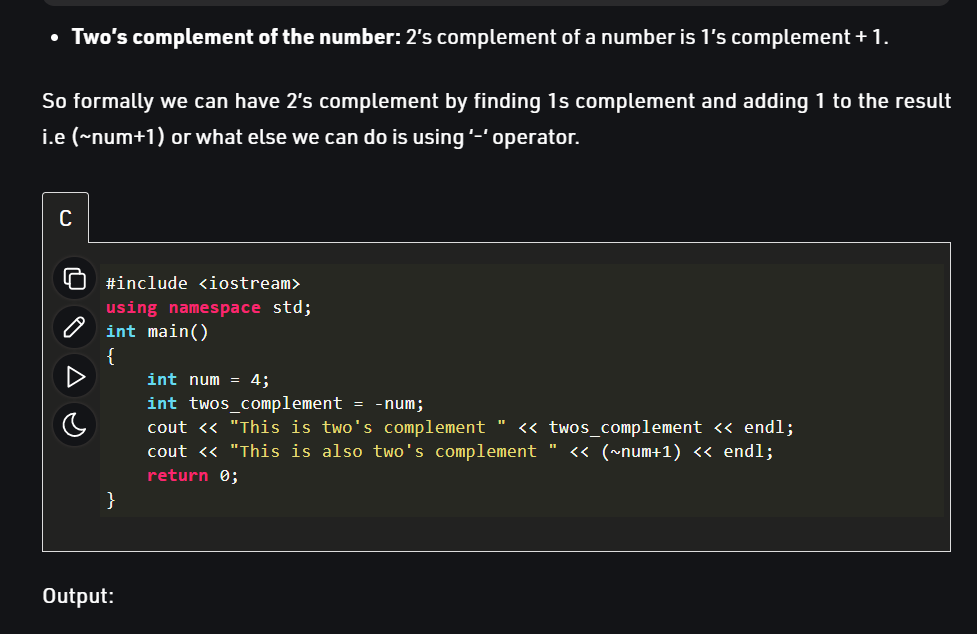 • Two's complement of the number: 2's complement of a number is 1's complement + 1.
So formally we can have 2's complement by finding 1s complement and adding 1 to the result
i.e (~num+1) or what else we can do is using '-' operator.
C
#include <iostream>
using namespace std;
int main()
{
    int num = 4;
    int twos_complement = -num;
    cout << "This is two's complement " << twos_complement << endl;
    cout << "This is also two's complement " << (~num+1) << endl;
    return 0;
}
Output: